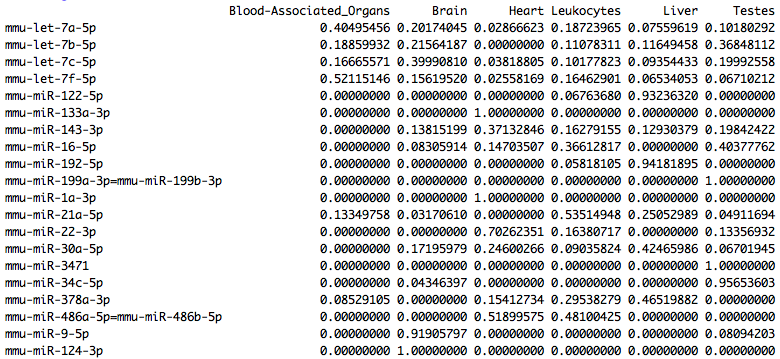 Blood-Associated_Organs Brain Heart Leukocytes Liver Testes
mmu-let-7a-5p 0.40495456 0.20174045 0.02866623 0.18723965 0.07559619 0.10180292
mmu-let-7b-5p 0.18859932 0.21564187 0.00000000 0.11078311 0.11649458 0.36848112
mmu-let-7c-5p 0.16665571 0.39990810 0.03818805 0.10177823 0.09354433 0.19992558
mmu-let-7f-5p 0.52115146 0.15619520 0.02558169 0.16462901 0.06534053 0.06710212
mmu-miR-122-5p 0.00000000 0.00000000 0.00000000 0.06763680 0.93236320 0.00000000
mmu-miR-133a-3p 0.00000000 0.00000000 1.00000000 0.00000000 0.00000000 0.00000000
mmu-miR-143-3p 0.00000000 0.13815199 0.37132846 0.16279155 0.12930379 0.19842422
mmu-miR-16-5p 0.00000000 0.08305914 0.14703507 0.36612817 0.00000000 0.40377762
mmu-miR-192-5p 0.00000000 0.00000000 0.00000000 0.05818105 0.94181895 0.00000000
mmu-miR-199a-3p=mmu-miR-199b-3p 0.00000000 0.00000000 0.00000000 0.00000000 0.00000000 1.00000000
mmu-miR-1a-3p 0.00000000 0.00000000 1.00000000 0.00000000 0.00000000 0.00000000
mmu-miR-21a-5p 0.13349758 0.03170610 0.00000000 0.53514948 0.25052989 0.04911694
mmu-miR-22-3p 0.00000000 0.00000000 0.70262351 0.16380717 0.00000000 0.13356932
mmu-miR-30a-5p 0.00000000 0.17195979 0.24600266 0.09035824 0.42465986 0.06701945
mmu-miR-3471 0.00000000 0.00000000 0.00000000 0.00000000 0.00000000 1.00000000
mmu-miR-34c-5p 0.00000000 0.04346397 0.00000000 0.00000000 0.00000000 0.95653603
mmu-miR-378a-3p 0.08529105 0.00000000 0.15412734 0.29538279 0.46519882 0.00000000
mmu-miR-486a-5p=mmu-miR-486b-5p 0.00000000 0.00000000 0.51899575 0.48100425 0.00000000 0.00000000
mmu-miR-9-5p 0.00000000 0.91905797 0.00000000 0.00000000 0.00000000 0.08094203
mmu-miR-124-3p 0.00000000 1.00000000 0.00000000 0.00000000 0.00000000 0.00000000